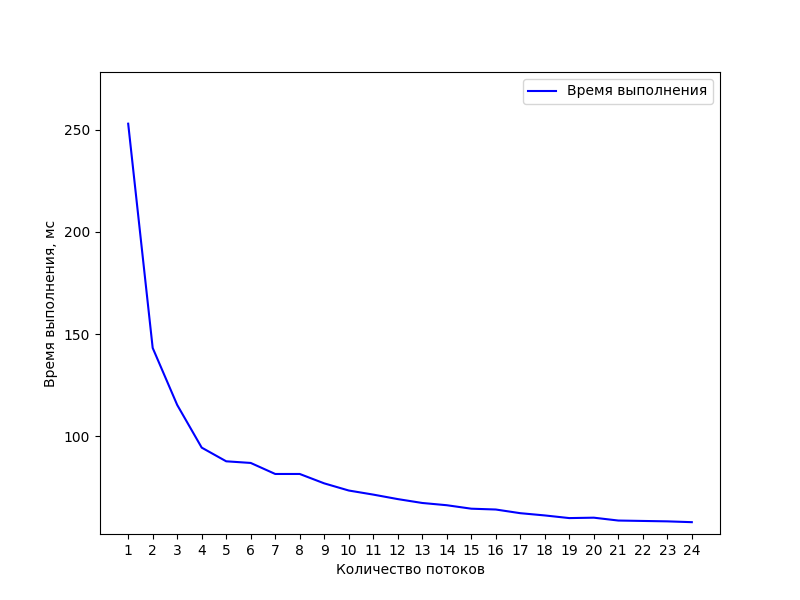 Время выполнения
250
200
150
100
Время выполнения, мс
1 2 3 4 5 6 7 8 9 10 11 12 13 14 15 16 17 18 19 20 21 22 23 24
Количество потоков